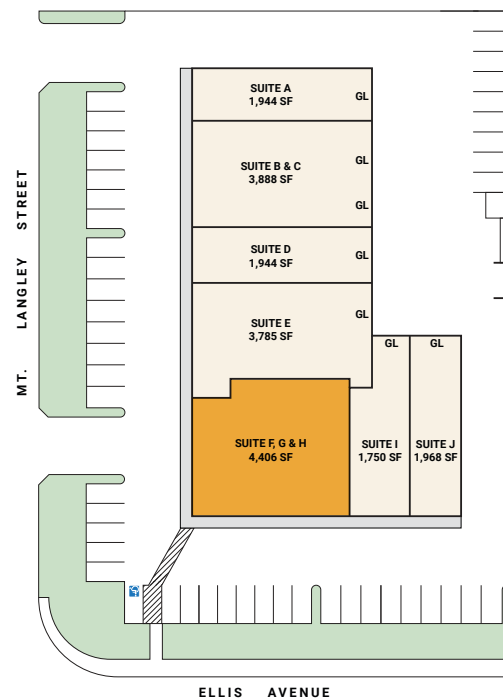 SUITE A
1,944 SF
GL
SUITE B & C
3,888 SF
GL
GL
SUITE D
1,944 SF
GL
SUITE E
3,785 SF
GL
GL
GL
SUITE F, G & H
4,406 SF
SUITE I
1,750 SF
SUITE J
1,968 SF
MT. LANGLEY STREET
ELLIS AVENUE